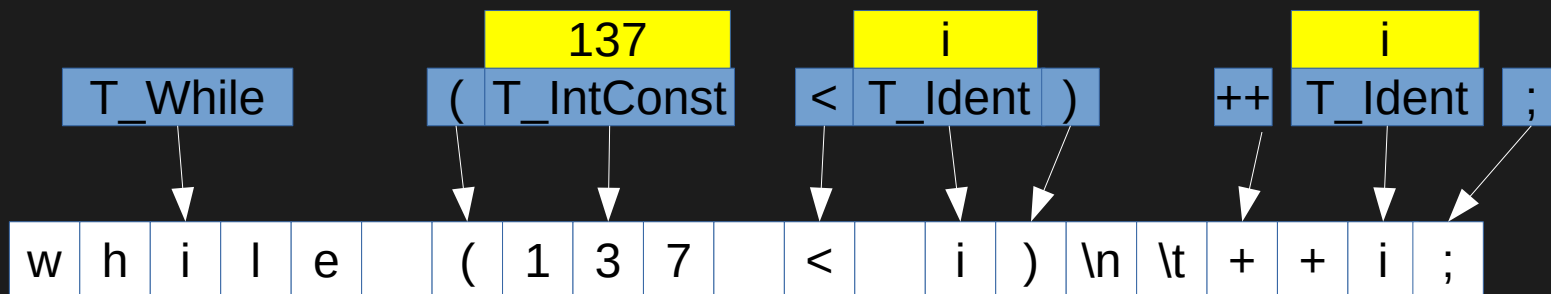 137 i i
T_While ( T_IntConst < T_Ident ) ++ T_Ident ;
w h i l e ( 1 3 7 < i ) \n \t + + i ;